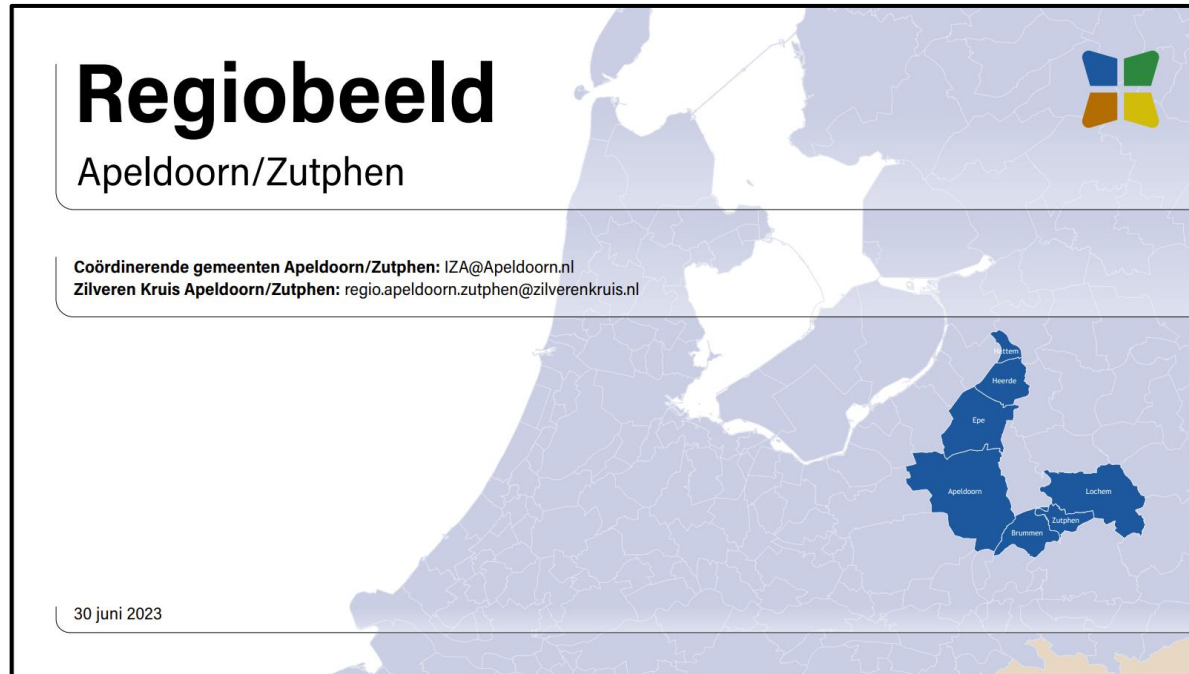 Regiobeeld
Apeldoorn/Zutphen
Coördinerende gemeenten Apeldoorn/Zutphen: IZA@Apeldoorn.nl
Zilveren Kruis Apeldoorn/Zutphen: regio.apeldoorn.zutphen@zilverenkruis.nl
Hattem
Heerde
Epe
Apeldoorn
Lochem
Zutphen
Brummen
30 juni 2023